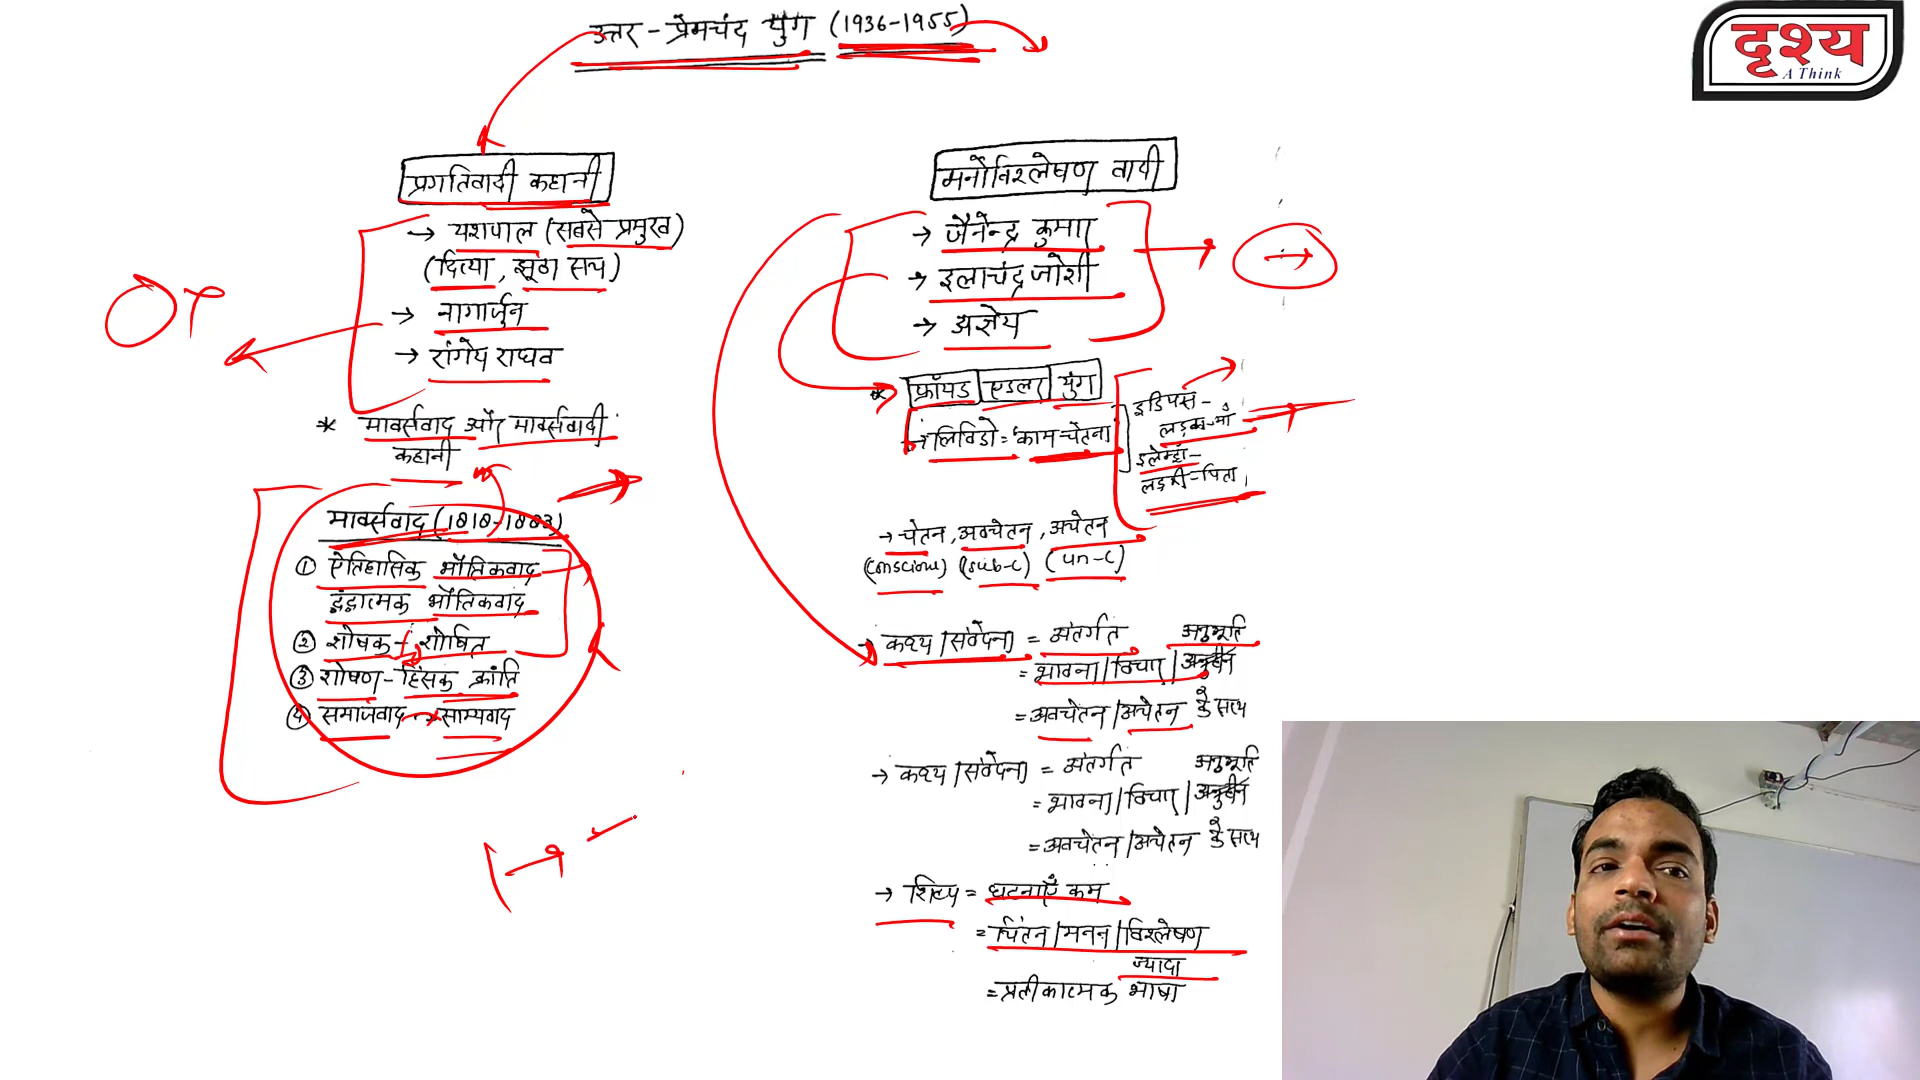 उत्तर-प्रेमचंद युग (1936-1955)
दृश्य
A Think
प्रगतिवादी कहानी
→ यशपाल (सबसे प्रमुख)
(दिव्या, झूठा सच)
→ नागार्जुन
→ रांगेय राघव
* मार्क्सवाद और मार्क्सवादी
कहानी
मार्क्सवाद (1818-1883)
① ऐतिहासिक भौतिकवाद
द्वंद्वात्मक भौतिकवाद
② शोषक - शोषित
③ शोषण - हिंसक क्रांति
④ समाजवाद → साम्यवाद
मनोविश्लेषण वादी
→ जैनेन्द्र कुमार
→ इलाचंद्र जोशी
→ अज्ञेय
* फ्रॉयड एडलर युंग
→ लिबिडो = 'काम-चेतना'
इडिपस -
लड़का-माँ
इलेक्ट्रा -
लड़की-पिता
→ चेतन, अवचेतन, अचेतन
(conscious) (sub-c) (un-c)
→ कथ्य/संवेदना = अंतर्गत अनुभूति
= भावना/विचार/
= अवचेतन/अचेतन के सत्य
→ कथ्य/संवेदना = अंतर्गत अनुभूति
= भावना/विचार/
= अवचेतन/अचेतन के सत्य
→ शिल्प = घटनाएँ कम
= चिंतन/मनन/विश्लेषण
ज्यादा
= प्रतीकात्मक भाषा